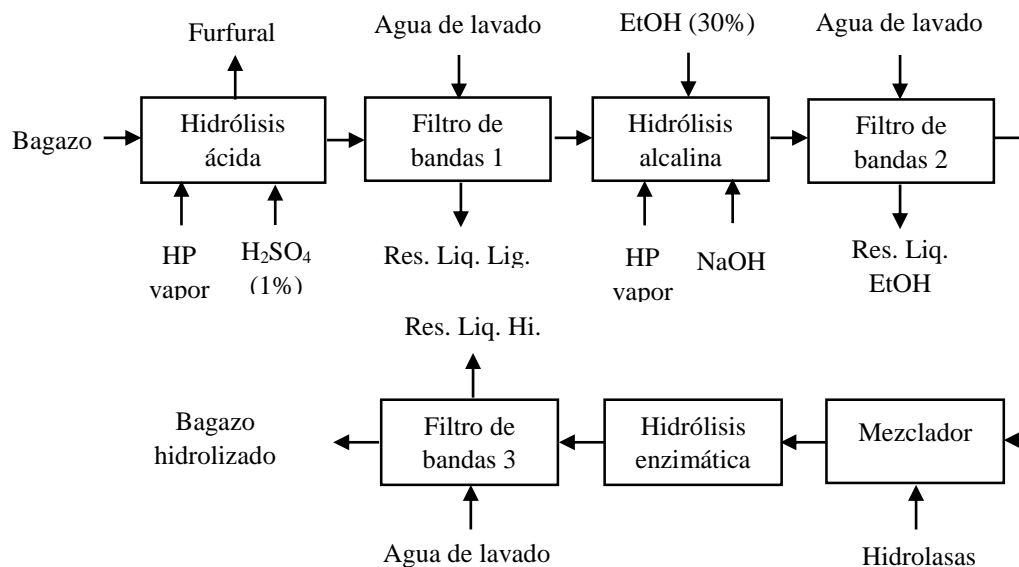 Furfural
Agua de lavado
EtOH (30%)
Agua de lavado
Bagazo
Hidrólisis
ácida
Filtro de
bandas 1
Hidrólisis
alcalina
Filtro de
bandas 2
HP
vapor
H₂SO₄
(1%)
Res. Liq. Lig.
HP
vapor
NaOH
Res. Liq.
EtOH
Res. Liq. Hi.
Bagazo
hidrolizado
Filtro de
bandas 3
Hidrólisis
enzimática
Mezclador
Agua de lavado
Hidrolasas